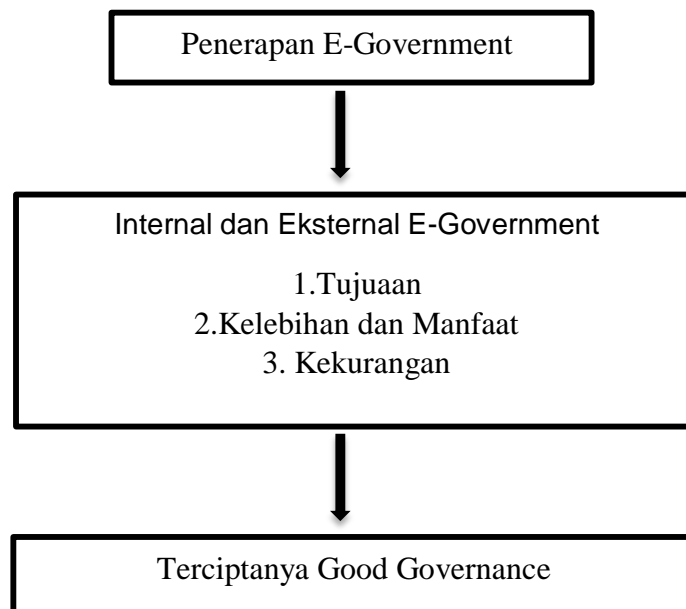 Penerapan E-Government
Internal dan Eksternal E-Government
1.Tujuaan
2.Kelebihan dan Manfaat
3. Kekurangan
Terciptanya Good Governance